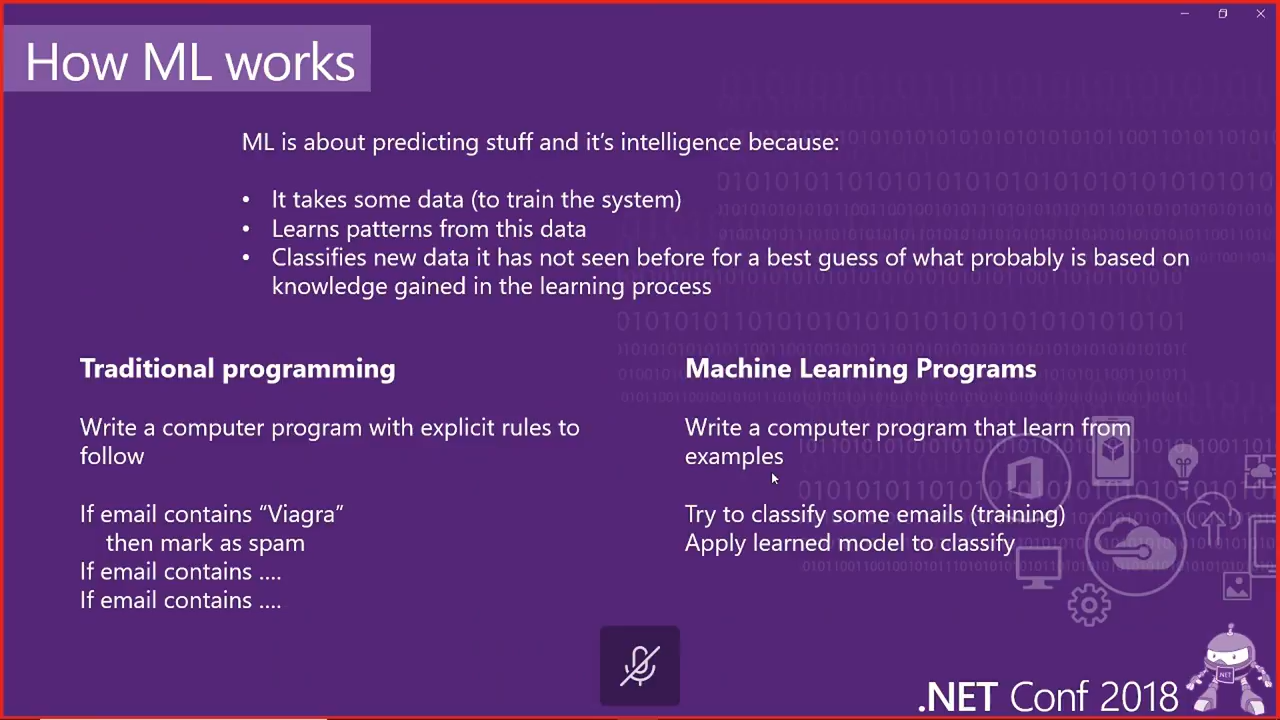 How ML works
ML is about predicting stuff and it's intelligence because:
• It takes some data (to train the system)
• Learns patterns from this data
• Classifies new data it has not seen before for a best guess of what probably is based on
knowledge gained in the learning process
Traditional programming
Write a computer program with explicit rules to
follow
If email contains “Viagra”
then mark as spam
If email contains ....
If email contains ....
Machine Learning Programs
Write a computer program that learn from
examples
Try to classify some emails (training)
Apply learned model to classify
.NET Conf 2018
.NET